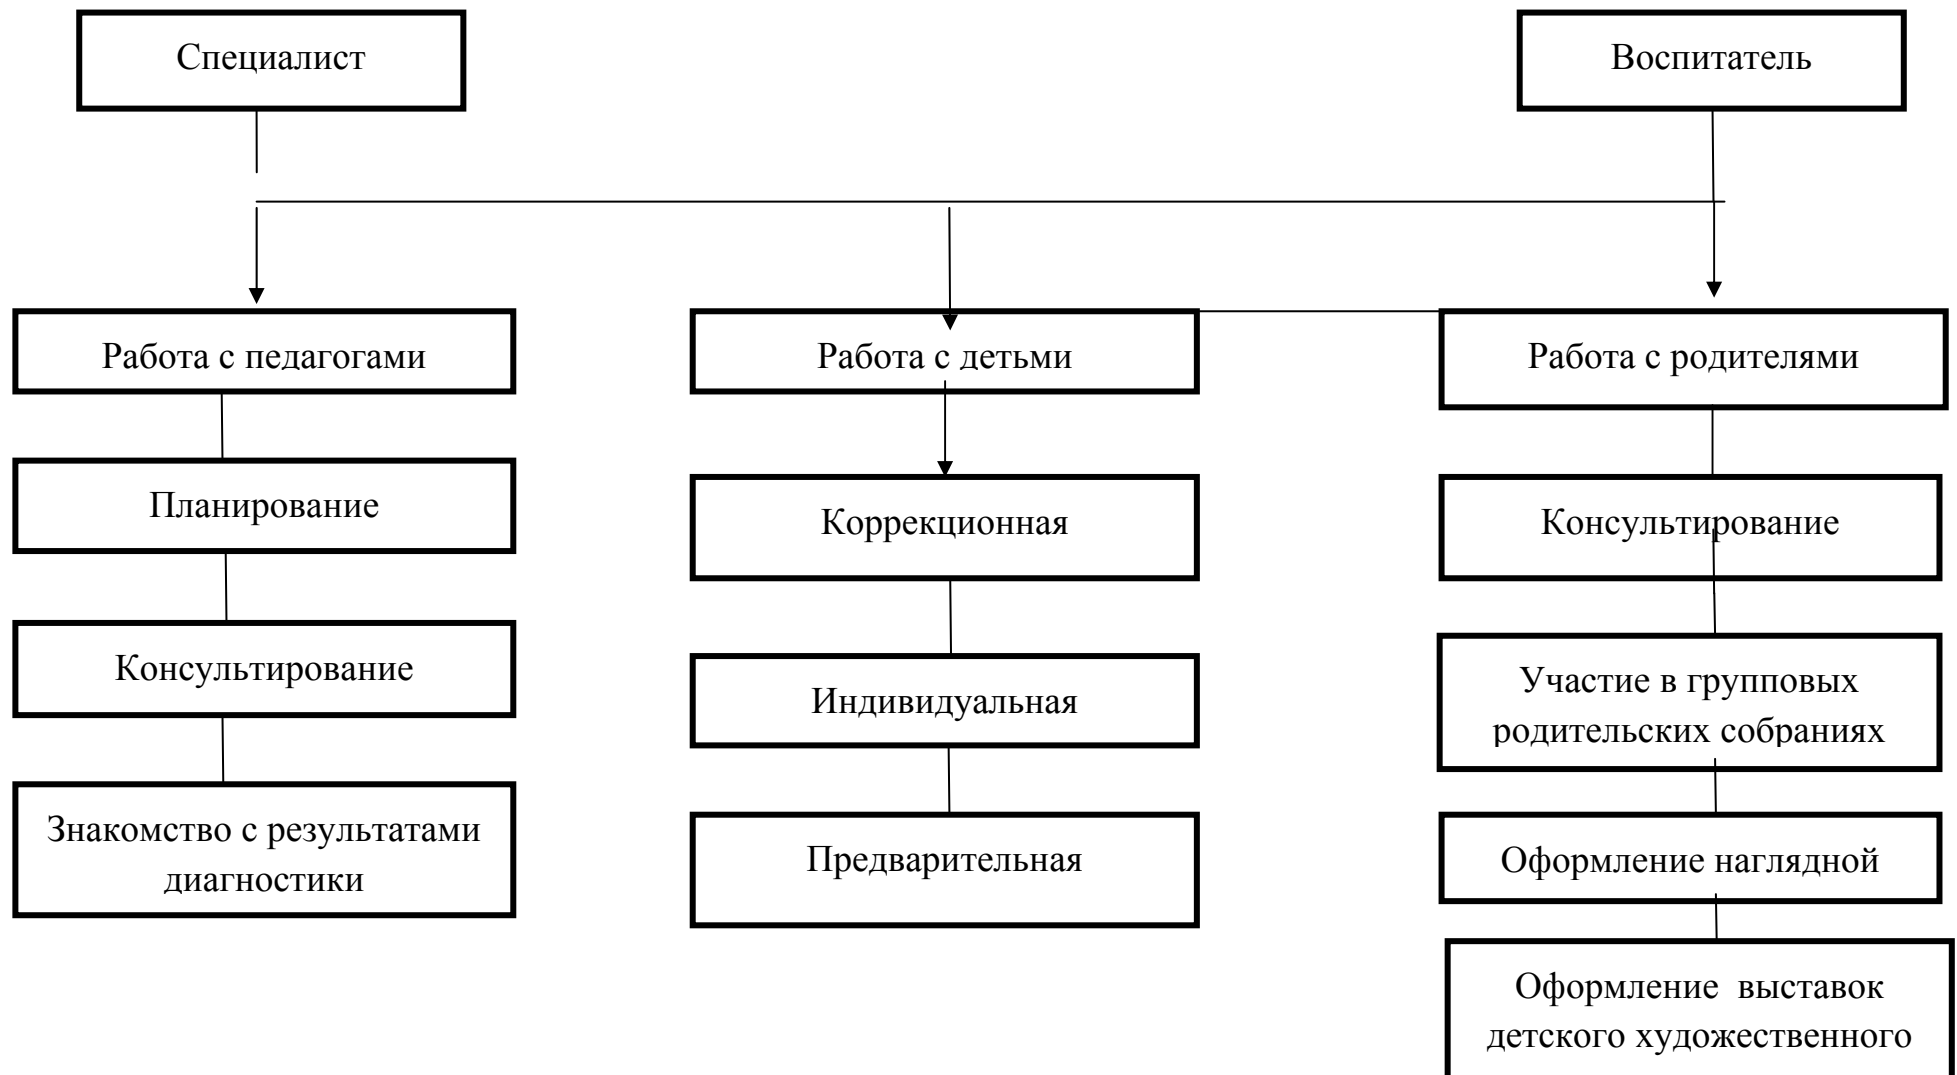 Специалист
Воспитатель
Работа с педагогами
Работа с детьми
Работа с родителями
Планирование
Коррекционная
Консультирование
Консультирование
Индивидуальная
Участие в групповых
родительских собраниях
Знакомство с результатами
диагностики
Предварительная
Оформление наглядной
Оформление выставок
детского художественного